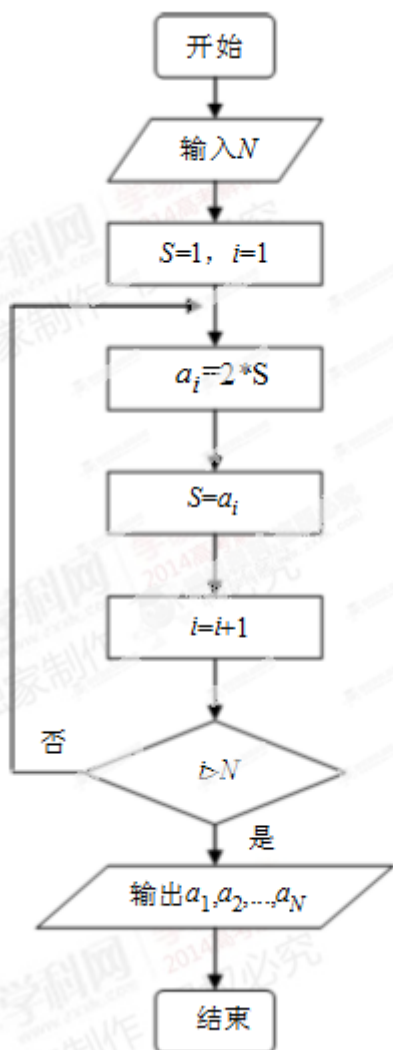 开始
输入N
S=1，i=1
a_i=2*S
S=a_i
i=i+1
i>N
否
是
输出a_1,a_2,...,a_N
结束